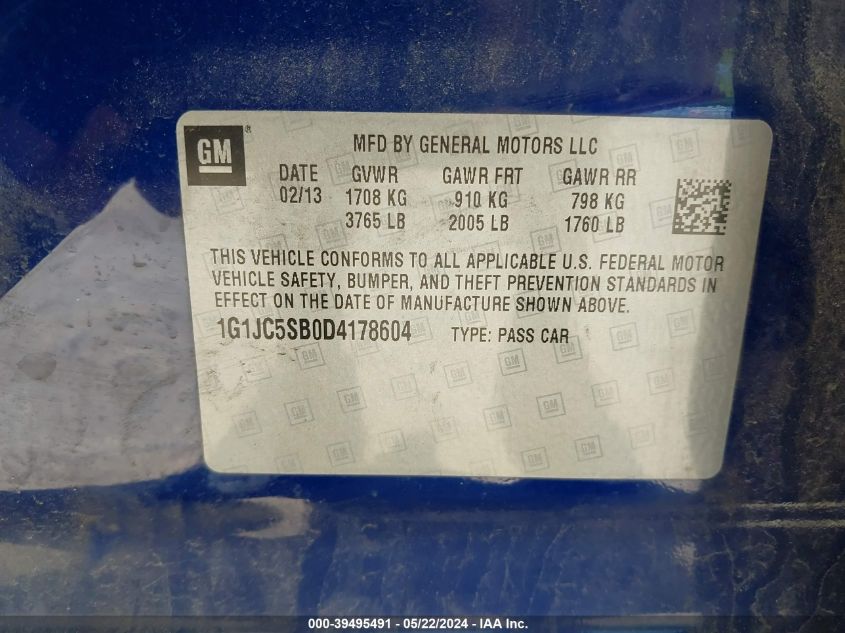 GM ®
MFD BY GENERAL MOTORS LLC
DATE GVWR GAWR FRT GAWR RR
02/13 1708 KG 910 KG 798 KG
3765 LB 2005 LB 1760 LB
THIS VEHICLE CONFORMS TO ALL APPLICABLE U.S. FEDERAL MOTOR
VEHICLE SAFETY, BUMPER, AND THEFT PREVENTION STANDARDS IN
EFFECT ON THE DATE OF MANUFACTURE SHOWN ABOVE.
1G1JC5SB0D4178604 TYPE: PASS CAR
000-39495491 - 05/22/2024 - IAA Inc.